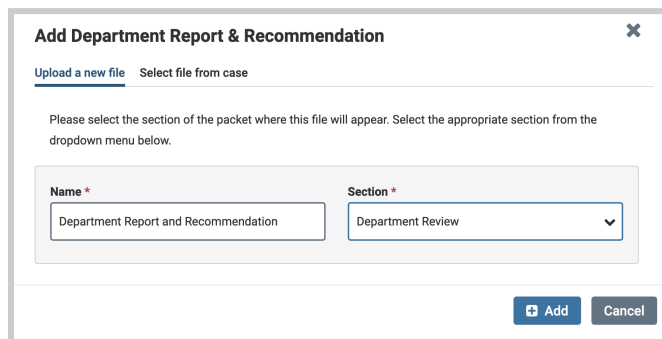 Add Department Report & Recommendation
Upload a new file Select file from case
Please select the section of the packet where this file will appear. Select the appropriate section from the
dropdown menu below.
Name * Section *
Department Report and Recommendation Department Review
Add Cancel